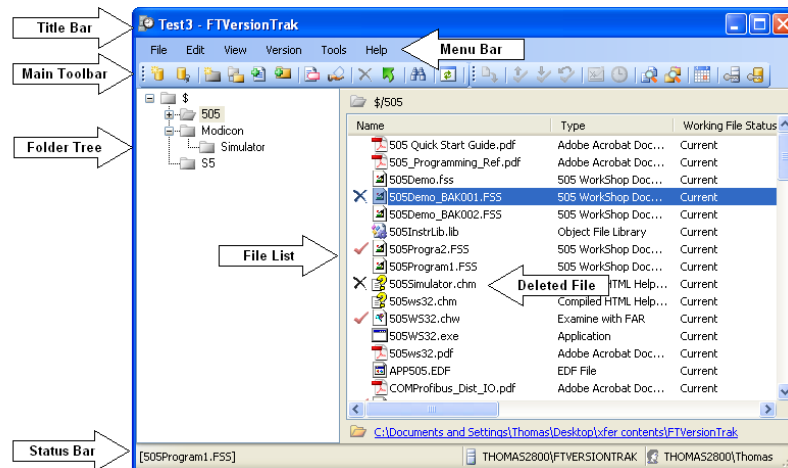 Title Bar
Test3 - FTVersionTrak
File Edit View Version Tools Help
Menu Bar
Main Toolbar
$
505
Modicon
Simulator
S5
Folder Tree
$/505
Name Type Working File Status
505 Quick Start Guide.pdf Adobe Acrobat Doc... Current
505_Programming_Ref.pdf Adobe Acrobat Doc... Current
505Demo.fss 505 WorkShop Doc... Current
505Demo_BAK001.FSS 505 WorkShop Doc... Current
505Demo_BAK002.FSS 505 WorkShop Doc... Current
505InstrLib.lib Object File Library Current
505Progra2.FSS 505 WorkShop Doc... Current
File List
505Program1.FSS 505 WorkShop Doc... Current
505Simulator.chm HTML Help... Current
Deleted File
505ws32.chm Compiled HTML Help... Current
505WS32.chw Examine with FAR Current
505WS32.exe Application Current
505ws32.pdf Adobe Acrobat Doc... Current
APP505.EDF EDF File Current
COMProfibus_Dist_IO.pdf Adobe Acrobat Doc... Current
C:\Documents and Settings\Thomas\Desktop\xfer contents\FTVersionTrak
Status Bar
[505Program1.FSS] THOMAS2800\FTVERSIONTRAK THOMAS2800\Thomas